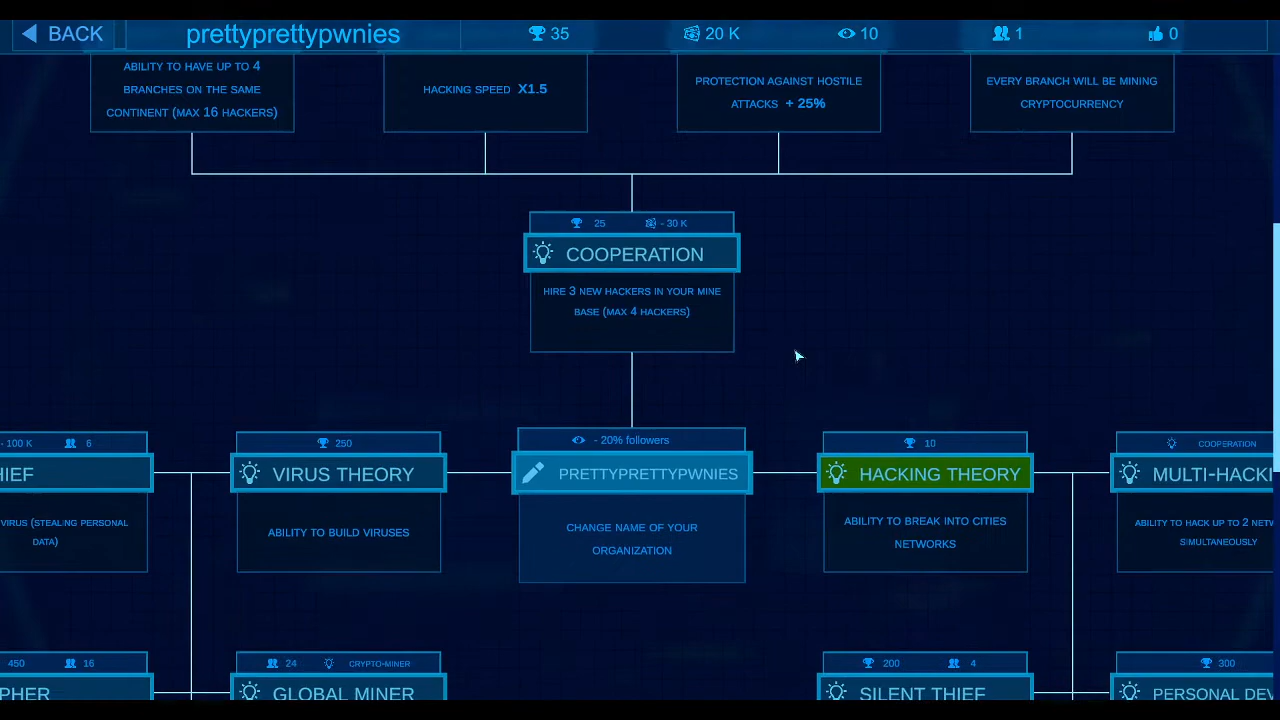 BACK
prettyprettypwnies
35
20 K
10
1
0
ABILITY TO HAVE UP TO 4
BRANCHES ON THE SAME
CONTINENT (MAX 16 HACKERS)
HACKING SPEED X1.5
PROTECTION AGAINST HOSTILE
ATTACKS + 25%
EVERY BRANCH WILL BE MINING
CRYPTOCURRENCY
25 - 30 K
COOPERATION
HIRE 3 NEW HACKERS IN YOUR MINE
BASE (MAX 4 HACKERS)
- 100 K 6
HIEF
VIRUS (STEALING PERSONAL
DATA)
250
VIRUS THEORY
ABILITY TO BUILD VIRUSES
- 20% followers
PRETTYPRETTYPWNIES
CHANGE NAME OF YOUR
ORGANIZATION
10
HACKING THEORY
ABILITY TO BREAK INTO CITIES
NETWORKS
COOPERATION
MULTI-HACKI
ABILITY TO HACK UP TO 2 NETW
SIMULTANEOUSLY
450 16
PHER
24 CRYPTO-MINER
GLOBAL MINER
200 4
SILENT THIEF
300
PERSONAL DEV